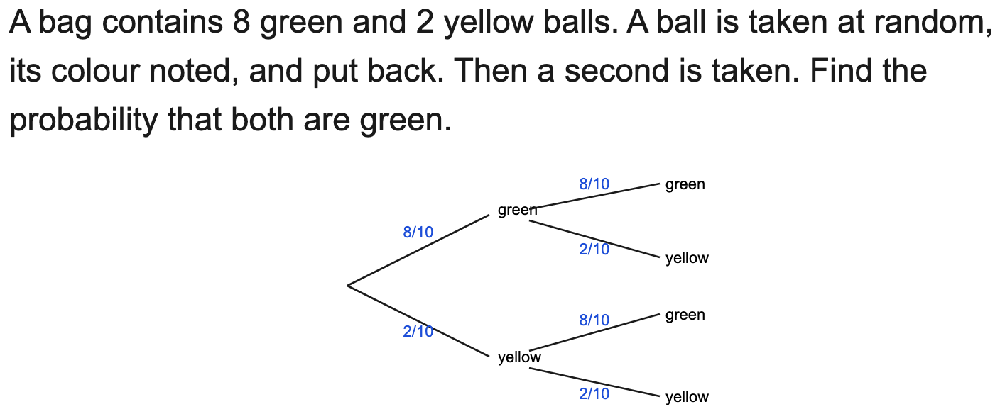 A bag contains 8 green and 2 yellow balls. A ball is taken at random,
its colour noted, and put back. Then a second is taken. Find the
probability that both are green.
8/10
green
green
8/10
2/10
yellow
8/10
green
2/10
yellow
2/10
yellow